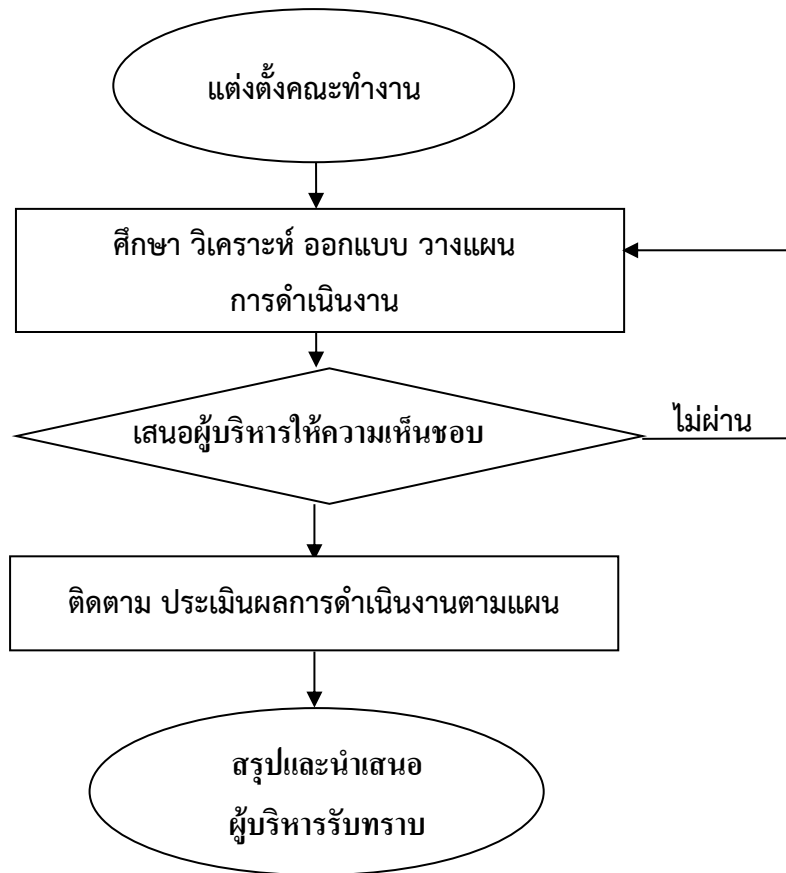 แต่งตั้งคณะทำงาน
ศึกษา วิเคราะห์ ออกแบบ วางแผน
การดำเนินงาน
เสนอผู้บริหารให้ความเห็นชอบ
ไม่ผ่าน
ติดตาม ประเมินผลการดำเนินงานตามแผน
สรุปและนำเสนอ
ผู้บริหารรับทราบ